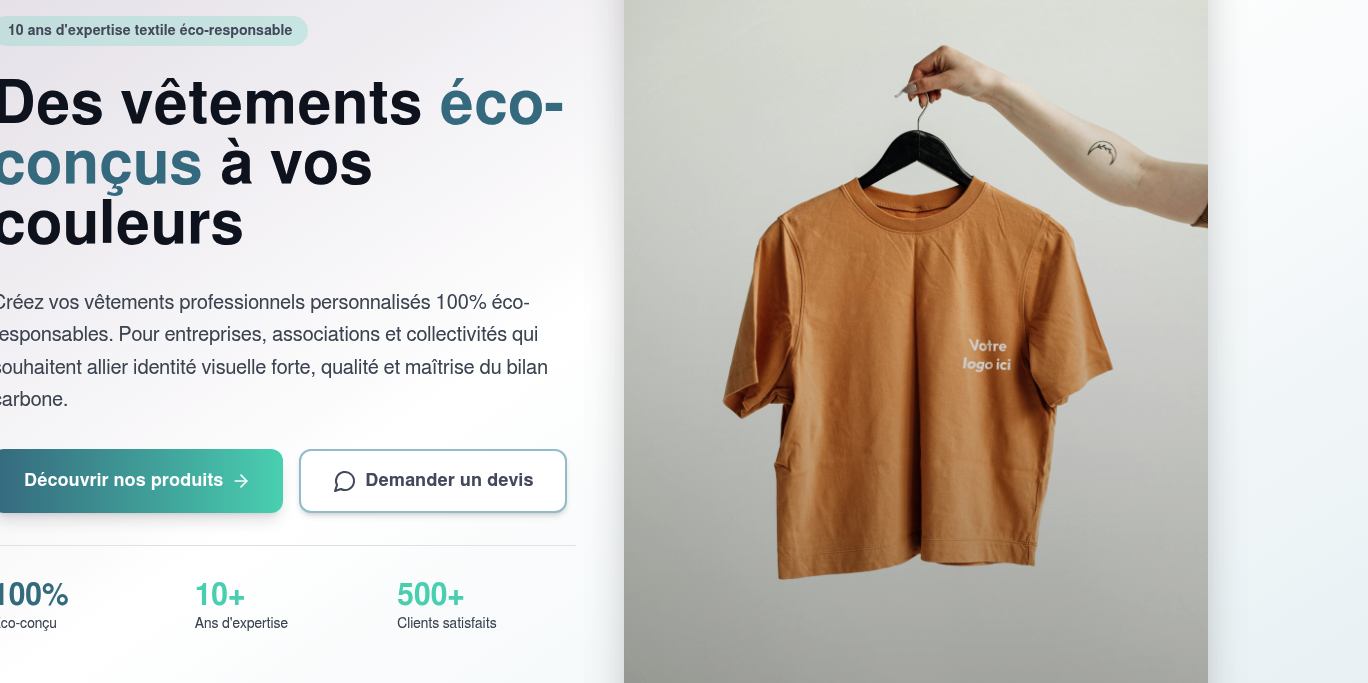 10 ans d'expertise textile éco-responsable
Des vêtements éco-
conçus à vos
couleurs
Créez vos vêtements professionnels personnalisés 100% éco-
responsables. Pour entreprises, associations et collectivités qui
souhaitent allier identité visuelle forte, qualité et maîtrise du bilan
carbone.
Découvrir nos produits
Demander un devis
100%
10+
500+
Éco-conçu
Ans d'expertise
Clients satisfaits
Votre
logo ici